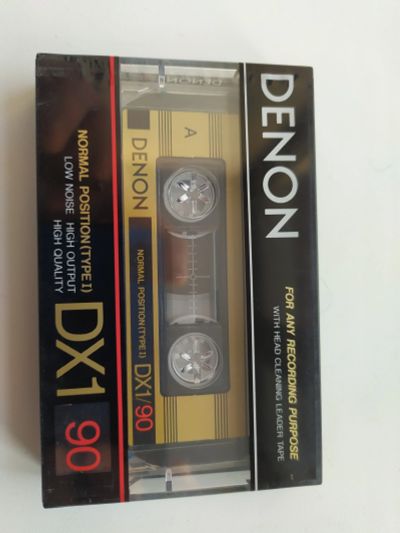 DENON
FOR ANY RECORDING PURPOSE
WITH HEAD CLEANING LEADER TAPE
A
DENON
NORMAL POSITION (TYPE I)
DX1/90
NORMAL POSITION (TYPE I)
LOW NOISE HIGH OUTPUT
HIGH QUALITY
DX1
90